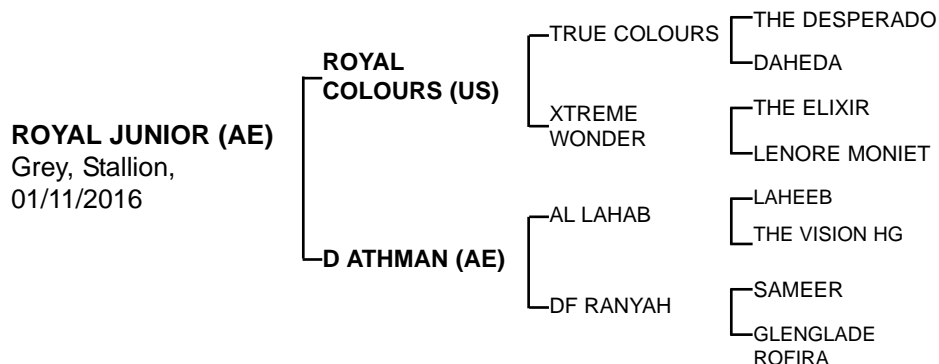 ROYAL JUNIOR (AE)
Grey, Stallion,
01/11/2016
ROYAL
COLOURS (US)
D ATHMAN (AE)
TRUE COLOURS
XTREME
WONDER
AL LAHAB
DF RANYAH
THE DESPERADO
DAHEDA
THE ELIXIR
LENORE MONIET
LAHEEB
THE VISION HG
SAMEER
GLENGLADE
ROFIRA